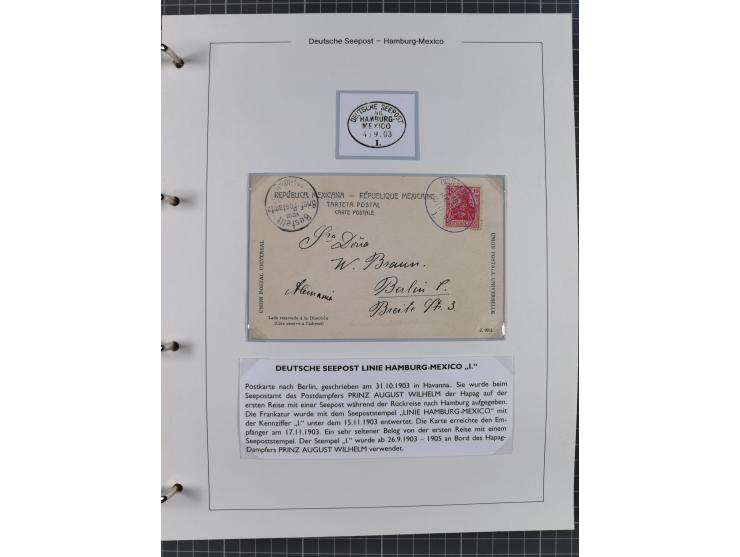 Deutsche Seepost – Hamburg-Mexico
DEUTSCHE SEEPOST
HAMBURG-
MEXICO
I.
REPÚBLICA MEXICANA — RÉPUBLIQUE MEXICAINE
TARJETA POSTAL
CARTE POSTALE
Bestellt
vom
UNION POSTAL UNIVERSAL
UNION POSTALE UNIVERSELLE
Sra Doña
W. Braun.
Alemania
Berlin P.
Breite St. 3.
Lado reservado á la Dirección
(Côté réservé à l'adresse)
DEUTSCHE SEEPOST LINIE HAMBURG-MEXICO „I.“
Postkarte nach Berlin, geschrieben am 31.10.1903 in Havanna. Sie wurde beim
Seepostamt des Postdampfers PRINZ AUGUST WILHELM der Hapag auf der
ersten Reise mit einer Seepost während der Rückreise nach Hamburg aufgegeben.
Die Frankatur wurde mit dem Seepoststempel „LINIE HAMBURG-MEXICO“ mit
der Kennziffer „I.“ unter dem 15.11.1903 entwertet. Die Karte erreichte den Em-
pfänger am 17.11.1903. Ein sehr seltener Beleg von der ersten Reise mit einem
Seepoststempel. Der Stempel „I.“ wurde ab 26.9.1903 – 1905 an Bord des Hapag-
Dampfers PRINZ AUGUST WILHELM verwendet.